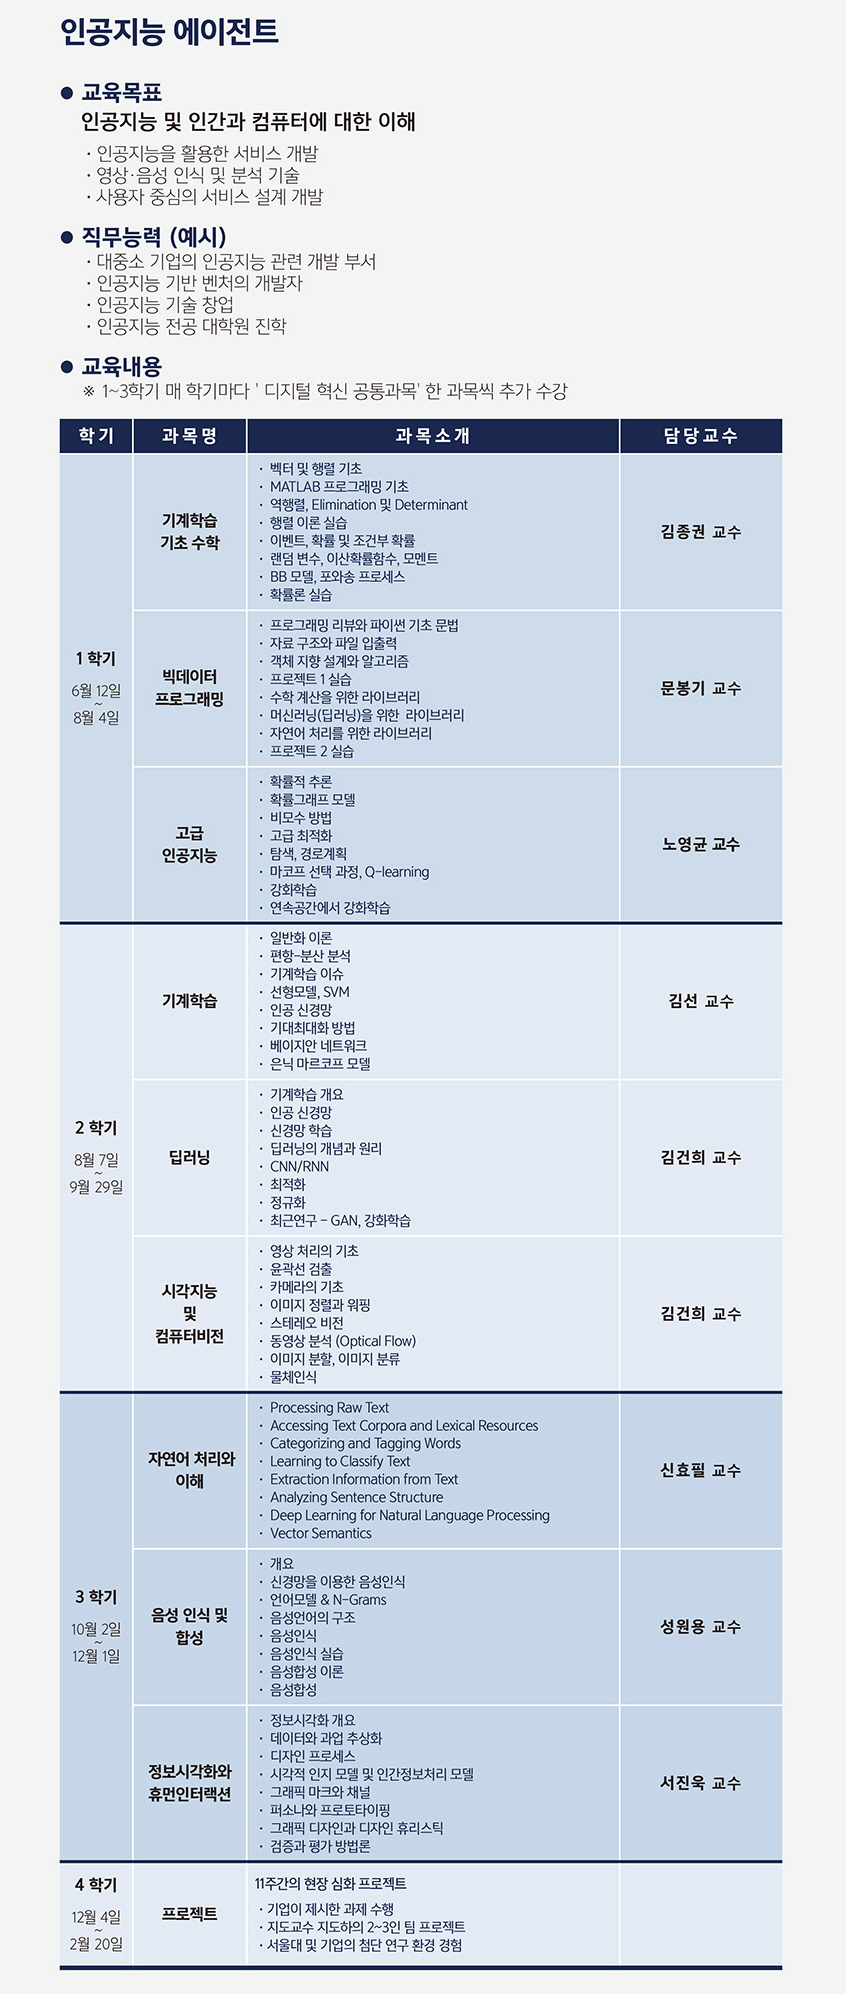 인공지능 에이전트
● 교육목표
인공지능 및 인간과 컴퓨터에 대한 이해
· 인공지능을 활용한 서비스 개발
· 영상·음성 인식 및 분석 기술
· 사용자 중심의 서비스 설계 개발
● 직무능력 (예시)
· 대중소 기업의 인공지능 관련 개발 부서
· 인공지능 기반 벤처의 개발자
· 인공지능 기술 창업
· 인공지능 전공 대학원 진학
● 교육내용
※ 1~3학기 매 학기마다 ' 디지털 혁신 공통과목' 한 과목씩 추가 수강
학기 과목명 과목소개 담당교수
1 학기
6월 12일
~
8월 4일
기계학습
기초 수학
· 벡터 및 행렬 기초
· MATLAB 프로그래밍 기초
· 역행렬, Elimination 및 Determinant
· 행렬 이론 실습
· 이벤트, 확률 및 조건부 확률
· 랜덤 변수, 이산확률함수, 모멘트
· BB 모델, 포와송 프로세스
· 확률론 실습
김종권 교수
빅데이터
프로그래밍
· 프로그래밍 리뷰와 파이썬 기초 문법
· 자료 구조와 파일 입출력
· 객체 지향 설계와 알고리즘
· 프로젝트 1 실습
· 수학 계산을 위한 라이브러리
· 머신러닝(딥러닝)을 위한 라이브러리
· 자연어 처리를 위한 라이브러리
· 프로젝트 2 실습
문봉기 교수
고급
인공지능
· 확률적 추론
· 확률그래프 모델
· 비모수 방법
· 고급 최적화
· 탐색, 경로계획
· 마코프 선택 과정, Q-learning
· 강화학습
· 연속공간에서 강화학습
노영균 교수
2 학기
8월 7일
~
9월 29일
기계학습
· 일반화 이론
· 편향-분산 분석
· 기계학습 이슈
· 선형모델, SVM
· 인공 신경망
· 기대최대화 방법
· 베이지안 네트워크
· 은닉 마르코프 모델
김선 교수
딥러닝
· 기계학습 개요
· 인공 신경망
· 신경망 학습
· 딥러닝의 개념과 원리
· CNN/RNN
· 최적화
· 정규화
· 최근연구 - GAN, 강화학습
김건희 교수
시각지능
및
컴퓨터비전
· 영상 처리의 기초
· 윤곽선 검출
· 카메라의 기초
· 이미지 정렬과 워핑
· 스테레오 비전
· 동영상 분석 (Optical Flow)
· 이미지 분할, 이미지 분류
· 물체인식
김건희 교수
3 학기
10월 2일
~
12월 1일
자연어 처리와
이해
· Processing Raw Text
· Accessing Text Corpora and Lexical Resources
· Categorizing and Tagging Words
· Learning to Classify Text
· Extraction Information from Text
· Analyzing Sentence Structure
· Deep Learning for Natural Language Processing
· Vector Semantics
신효필 교수
음성 인식 및
합성
· 개요
· 신경망을 이용한 음성인식
· 언어모델 & N-Grams
· 음성언어의 구조
· 음성인식
· 음성인식 실습
· 음성합성 이론
· 음성합성
성원용 교수
정보시각화와
휴먼인터랙션
· 정보시각화 개요
· 데이터와 과업 추상화
· 디자인 프로세스
· 시각적 인지 모델 및 인간정보처리 모델
· 그래픽 마크와 채널
· 퍼소나와 프로토타이핑
· 그래픽 디자인과 디자인 휴리스틱
· 검증과 평가 방법론
서진욱 교수
4 학기
12월 4일
~
2월 20일
프로젝트
11주간의 현장 심화 프로젝트
· 기업이 제시한 과제 수행
· 지도교수 지도하의 2~3인 팀 프로젝트
· 서울대 및 기업의 첨단 연구 환경 경험